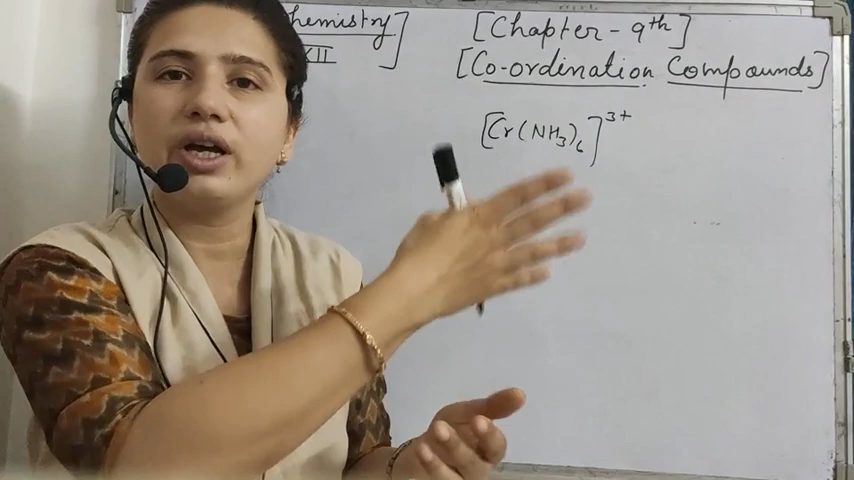 hemistry]
XII
[Chapter - 9th]
[Co-ordination Compounds]
[Cr(NH3)6]3+